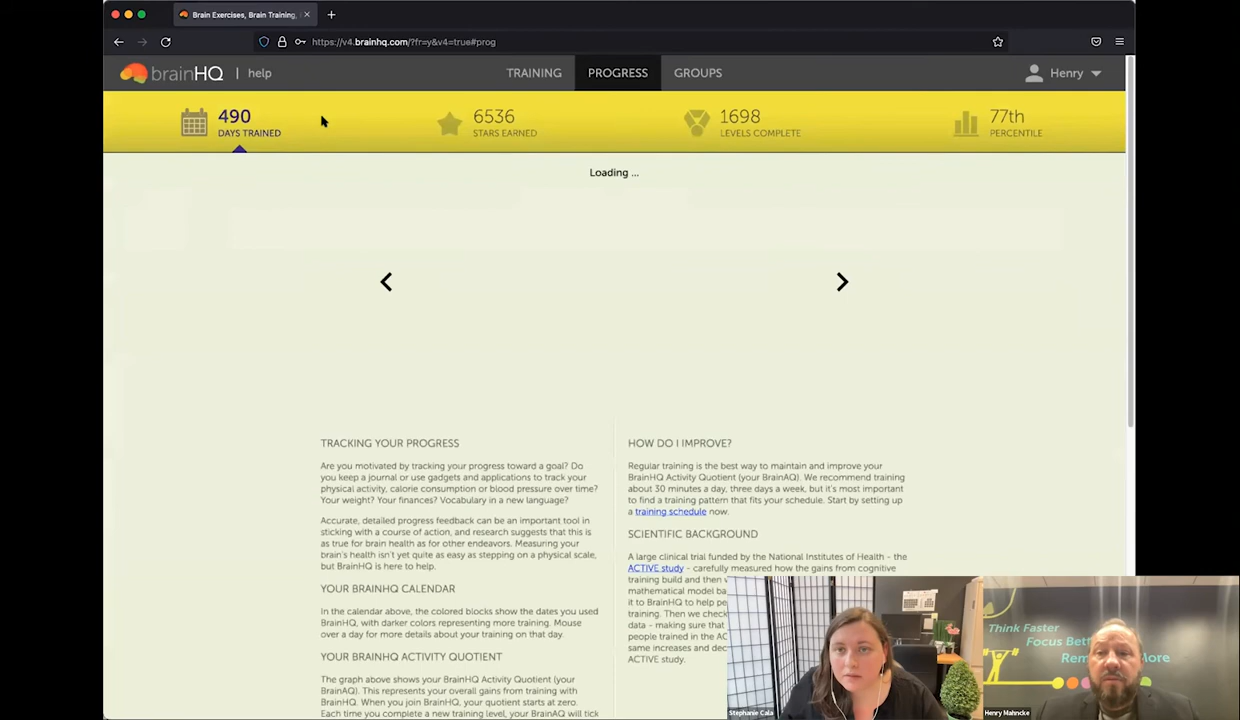 Brain Exercises, Brain Training,
https://v4.brainhq.com/?fr=y&v4=true#prog
brainHQ | help
TRAINING
PROGRESS
GROUPS
Henry
490
DAYS TRAINED
6536
STARS EARNED
1698
LEVELS COMPLETE
77th
PERCENTILE
Loading ...
TRACKING YOUR PROGRESS
Are you motivated by tracking your progress toward a goal? Do
you keep a journal or use gadgets and applications to track your
physical activity, calorie consumption or blood pressure over time?
Your weight? Your finances? Vocabulary in a new language?
Accurate, detailed progress feedback can be an important tool in
sticking with a course of action, and research suggests that this is
as true for brain health as for other endeavors. Measuring your
brain's health isn't yet quite as easy as stepping on a physical scale,
but BrainHQ is here to help.
YOUR BRAINHQ CALENDAR
In the calendar above, the colored blocks show the dates you used
BrainHQ, with darker colors representing more training. Mouse
over a day for more details about your training on that day.
YOUR BRAINHQ ACTIVITY QUOTIENT
The graph above shows your BrainHQ Activity Quotient (your
BrainAQ). This represents your overall gains from training with
BrainHQ. When you join BrainHQ, your quotient starts at zero.
Each time you complete a new training level, your BrainAQ will tick
HOW DO I IMPROVE?
Regular training is the best way to maintain and improve your
BrainHQ Activity Quotient (your BrainAQ). We recommend training
about 30 minutes a day, three days a week, but it's most important
to find a training pattern that fits your schedule. Start by setting up
a training schedule now.
SCIENTIFIC BACKGROUND
A large clinical trial funded by the National Institutes of Health - the
ACTIVE study - carefully measured how the gains from cognitive
training build and then
mathematical model ba
it to BrainHQ to help pe
training. Then we check
data - making sure that
people trained in the AC
same increases and dec
ACTIVE study.
Think Faster
Focus Bett
Rem More
Stephanie Cala
Henry Mahncke